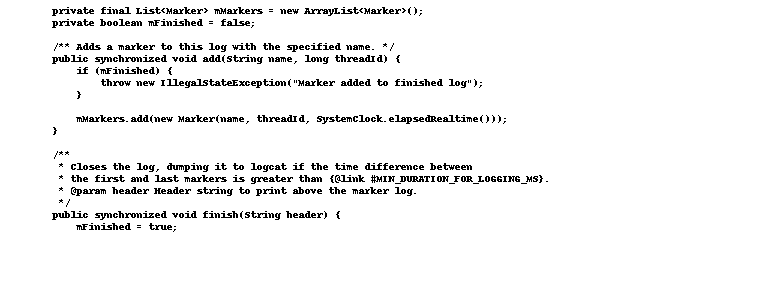 private final List<Marker> mMarkers = new ArrayList<Marker>();
private boolean mFinished = false;

/** Adds a marker to this log with the specified name. */
public synchronized void add(String name, long threadId) {
    if (mFinished) {
        throw new IllegalStateException("Marker added to finished log");
    }

    mMarkers.add(new Marker(name, threadId, SystemClock.elapsedRealtime()));
}

/**
 * Closes the log, dumping it to logcat if the time difference between
 * the first and last markers is greater than {@link #MIN_DURATION_FOR_LOGGING_MS}.
 * @param header Header string to print above the marker log.
 */
public synchronized void finish(String header) {
    mFinished = true;